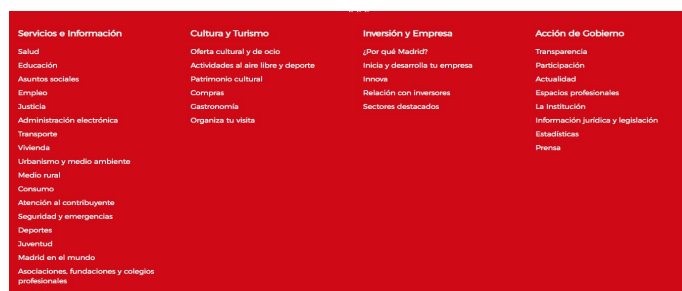 Servicios e Información
Salud
Educación
Asuntos sociales
Empleo
Justicia
Administración electrónica
Transporte
Vivienda
Urbanismo y medio ambiente
Medio rural
Consumo
Atención al contribuyente
Seguridad y emergencias
Deportes
Juventud
Madrid en el mundo
Asociaciones, fundaciones y colegios
profesionales
Cultura y Turismo
Oferta cultural y de ocio
Actividades al aire libre y deporte
Patrimonio cultural
Compras
Gastronomía
Organiza tu visita
Inversión y Empresa
¿Por qué Madrid?
Inicia y desarrolla tu empresa
Innova
Relación con inversores
Sectores destacados
Acción de Gobierno
Transparencia
Participación
Actualidad
Espacios profesionales
La Institución
Información jurídica y legislación
Estadísticas
Prensa